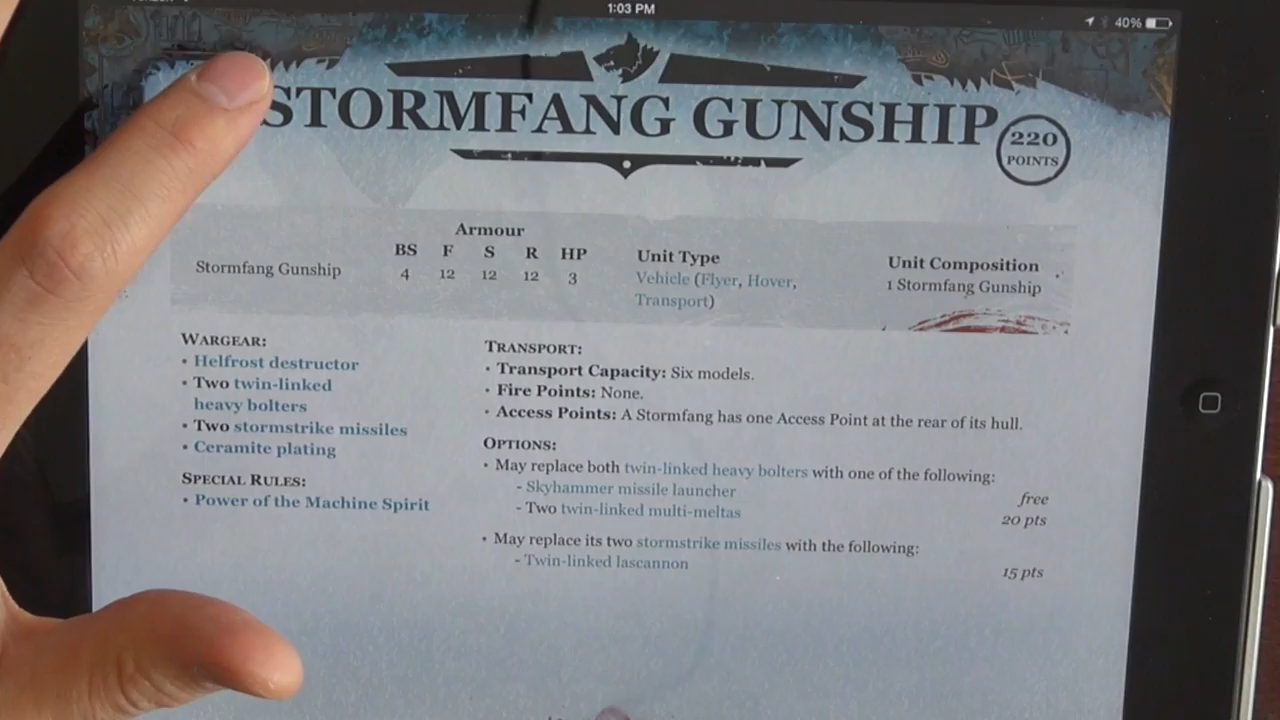 1:03 PM
40%
STORMFANG GUNSHIP
220
POINTS
Armour
BS F S R HP
Unit Type
Unit Composition
Stormfang Gunship
4 12 12 12 3
Vehicle (Flyer, Hover,
Transport)
1 Stormfang Gunship
WARGEAR:
• Helfrost destructor
• Two twin-linked
heavy bolters
• Two stormstrike missiles
• Ceramite plating
SPECIAL RULES:
• Power of the Machine Spirit
TRANSPORT:
• Transport Capacity: Six models.
• Fire Points: None.
• Access Points: A Stormfang has one Access Point at the rear of its hull.
OPTIONS:
• May replace both twin-linked heavy bolters with one of the following:
- Skyhammer missile launcher free
- Two twin-linked multi-meltas 20 pts
• May replace its two stormstrike missiles with the following:
- Twin-linked lascannon 15 pts